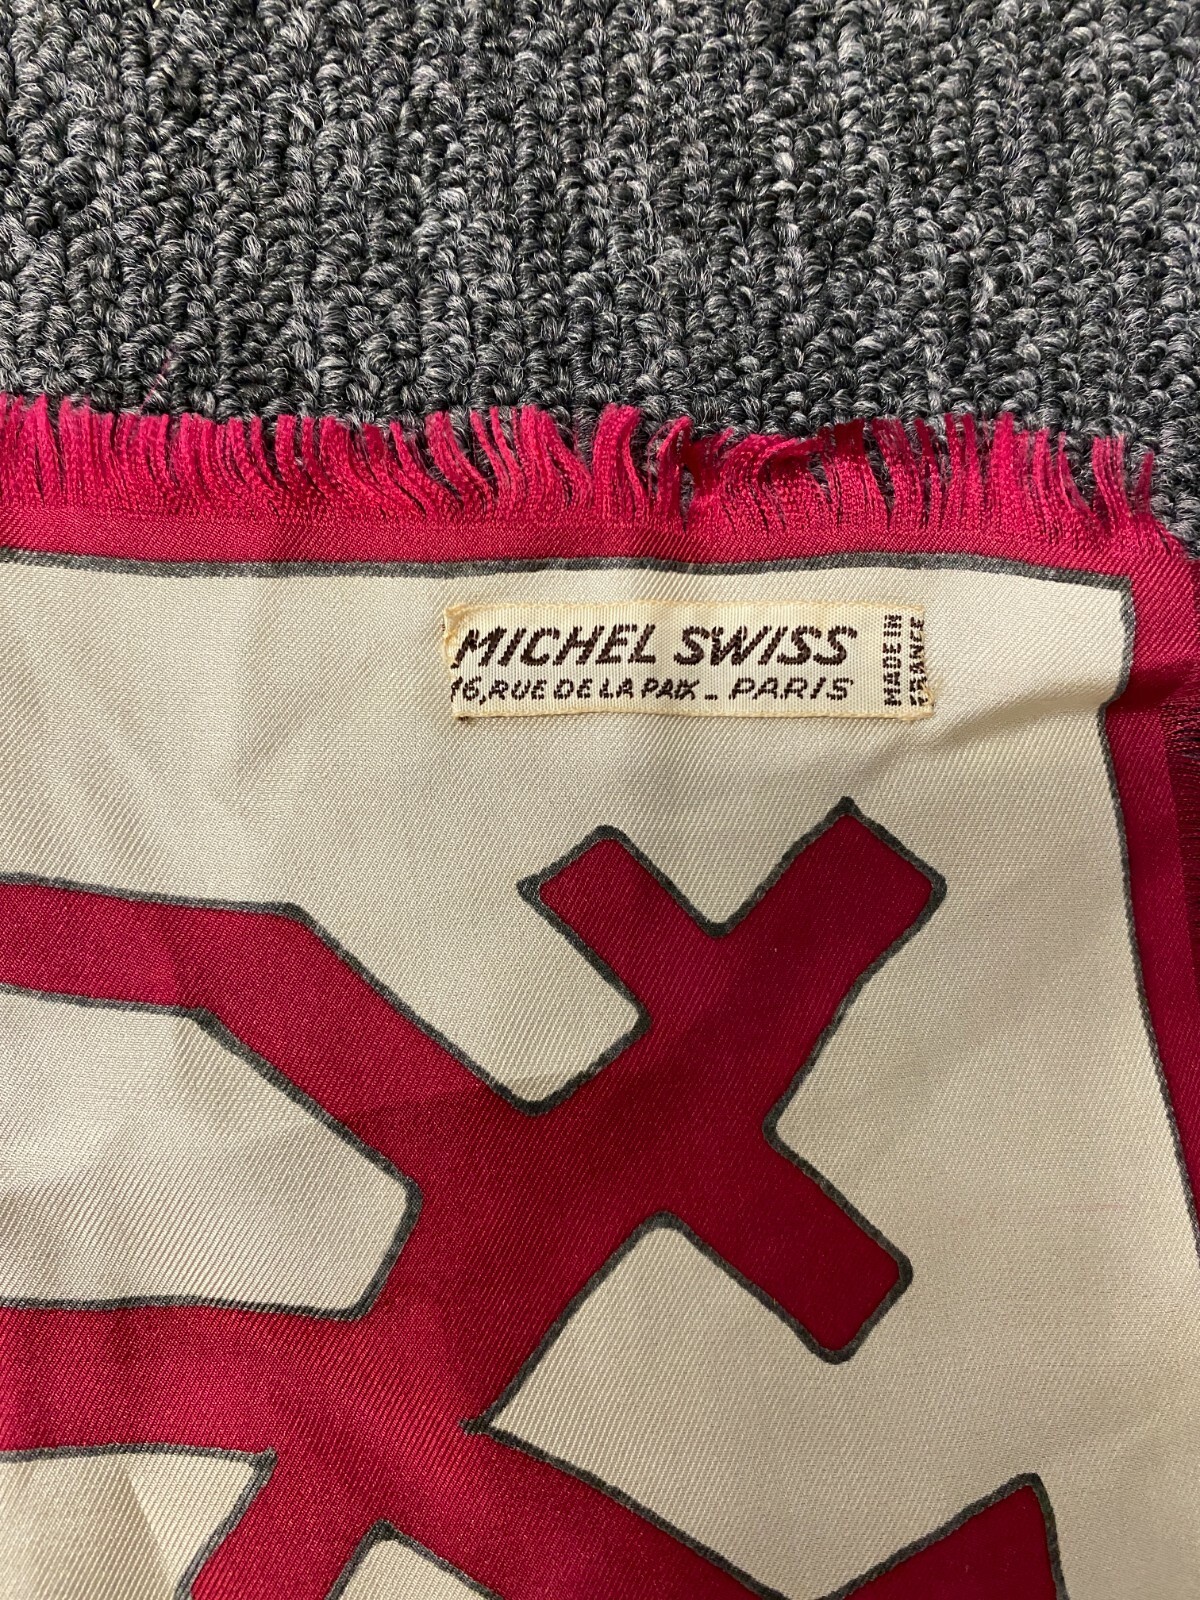 MICHEL SWISS
16, RUE DE LA PAIX _ PARIS
MADE IN
FRANCE